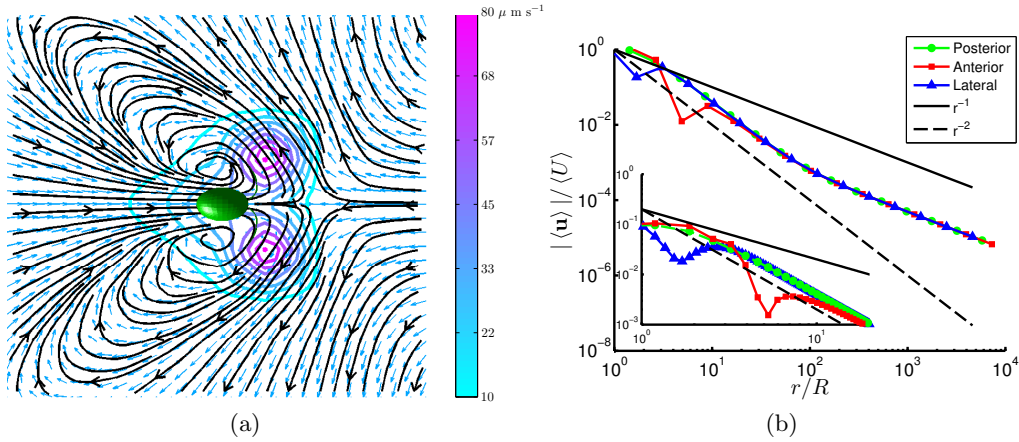 80 μ m s⁻¹
68
57
45
33
22
10
(a)
10⁰
10⁻²
10⁻⁴
10⁻⁶
10⁻⁸
| ⟨u⟩ | / ⟨U⟩
Posterior
Anterior
Lateral
r⁻¹
r⁻²
10⁰
10⁻¹
10⁻²
10⁻³
10⁰
10¹
10⁰
10¹
10²
10³
10⁴
r/R
(b)